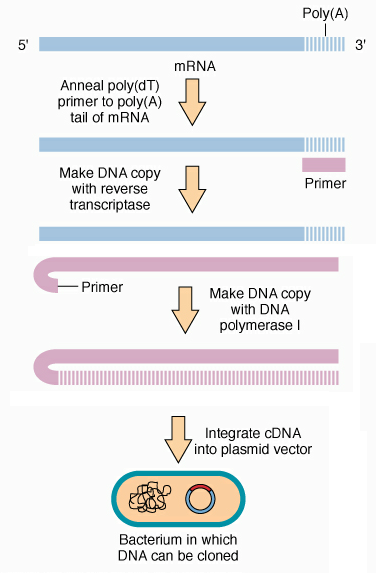 Poly(A)
5' 3'
mRNA
Anneal poly(dT)
primer to poly(A)
tail of mRNA
Primer
Make DNA copy
with reverse
transcriptase
Primer
Make DNA copy
with DNA
polymerase I
Integrate cDNA
into plasmid vector
Bacterium in which
DNA can be cloned